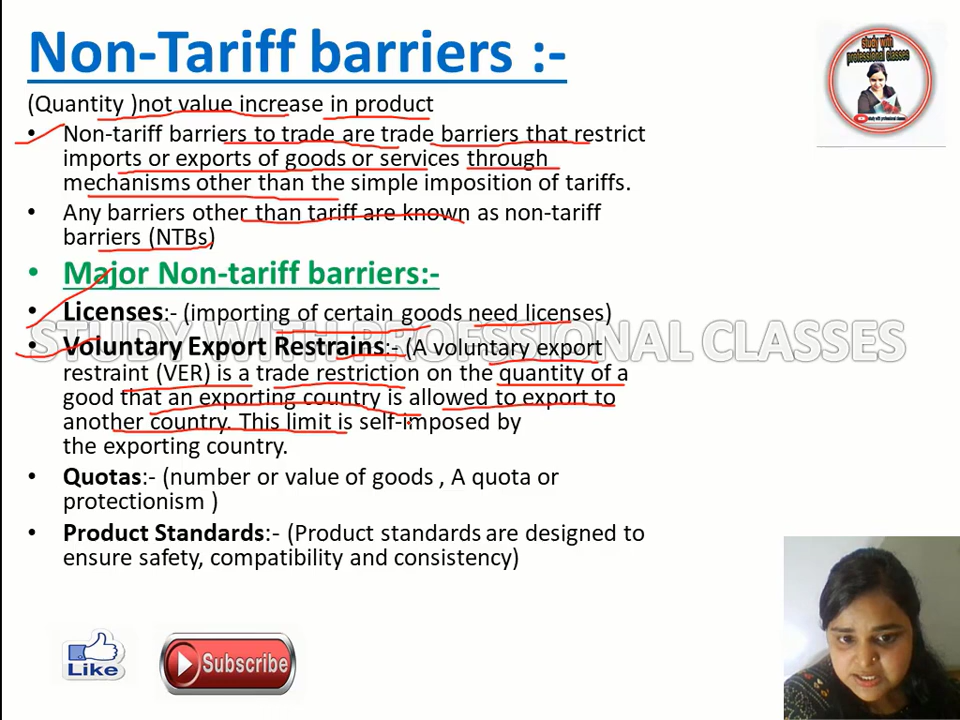 Non-Tariff barriers :-
study with
professional classes
(Quantity )not value increase in product
• Non-tariff barriers to trade are trade barriers that restrict
imports or exports of goods or services through
mechanisms other than the simple imposition of tariffs.
• Any barriers other than tariff are known as non-tariff
barriers (NTBs)
• Major Non-tariff barriers:-
• Licenses:- (importing of certain goods need licenses)
STUDY WITH PROFESSIONAL CLASSES
• Voluntary Export Restrains:- (A voluntary export
restraint (VER) is a trade restriction on the quantity of a
good that an exporting country is allowed to export to
another country. This limit is self-imposed by
the exporting country.
• Quotas:- (number or value of goods , A quota or
protectionism )
• Product Standards:- (Product standards are designed to
ensure safety, compatibility and consistency)
Like
Subscribe